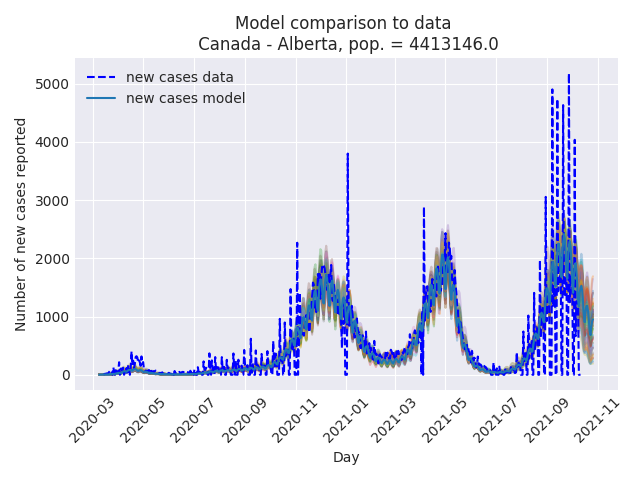 Model comparison to data
Canada - Alberta, pop. = 4413146.0
new cases data
new cases model
Number of new cases reported
5000
4000
3000
2000
1000
0
2020-03
2020-05
2020-07
2020-09
2020-11
2021-01
2021-03
2021-05
2021-07
2021-09
2021-11
Day